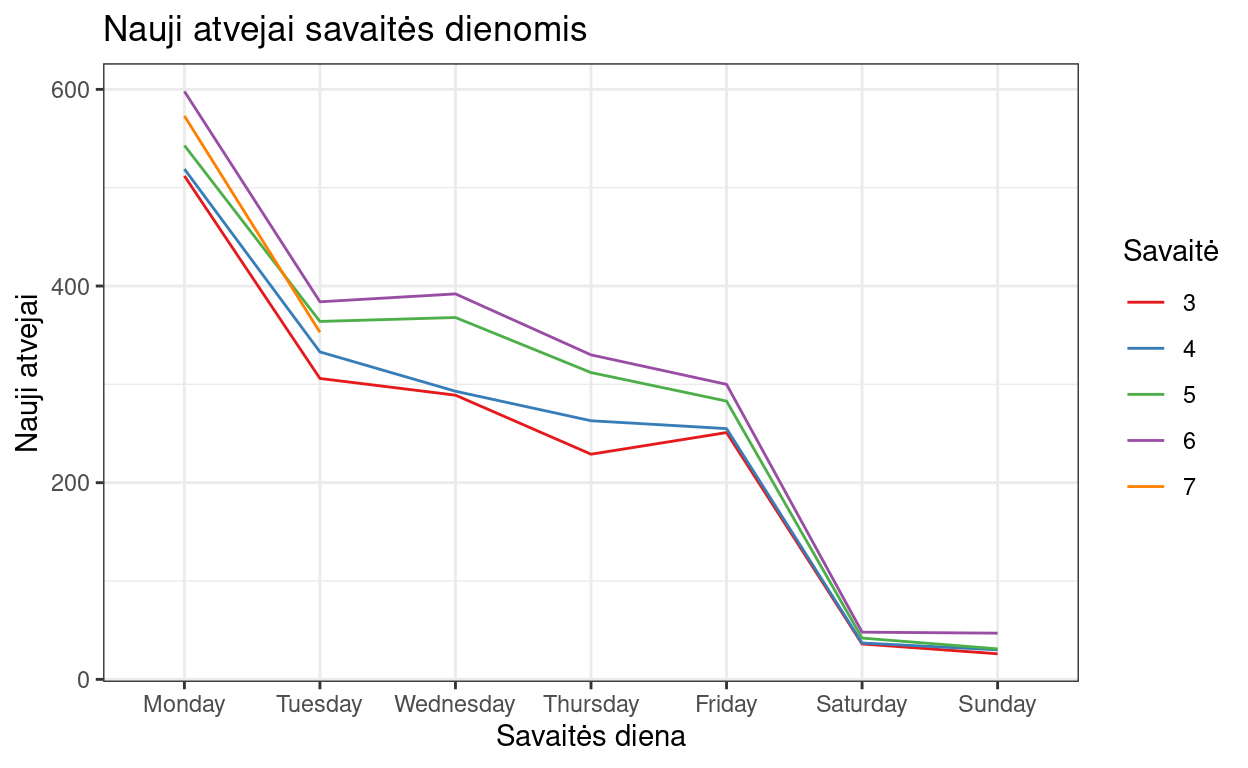 Nauji atvejai savaitės dienomis
Nauji atvejai
600
400
200
0
Monday Tuesday Wednesday Thursday Friday Saturday Sunday
Savaitės diena
Savaitė
3
4
5
6
7